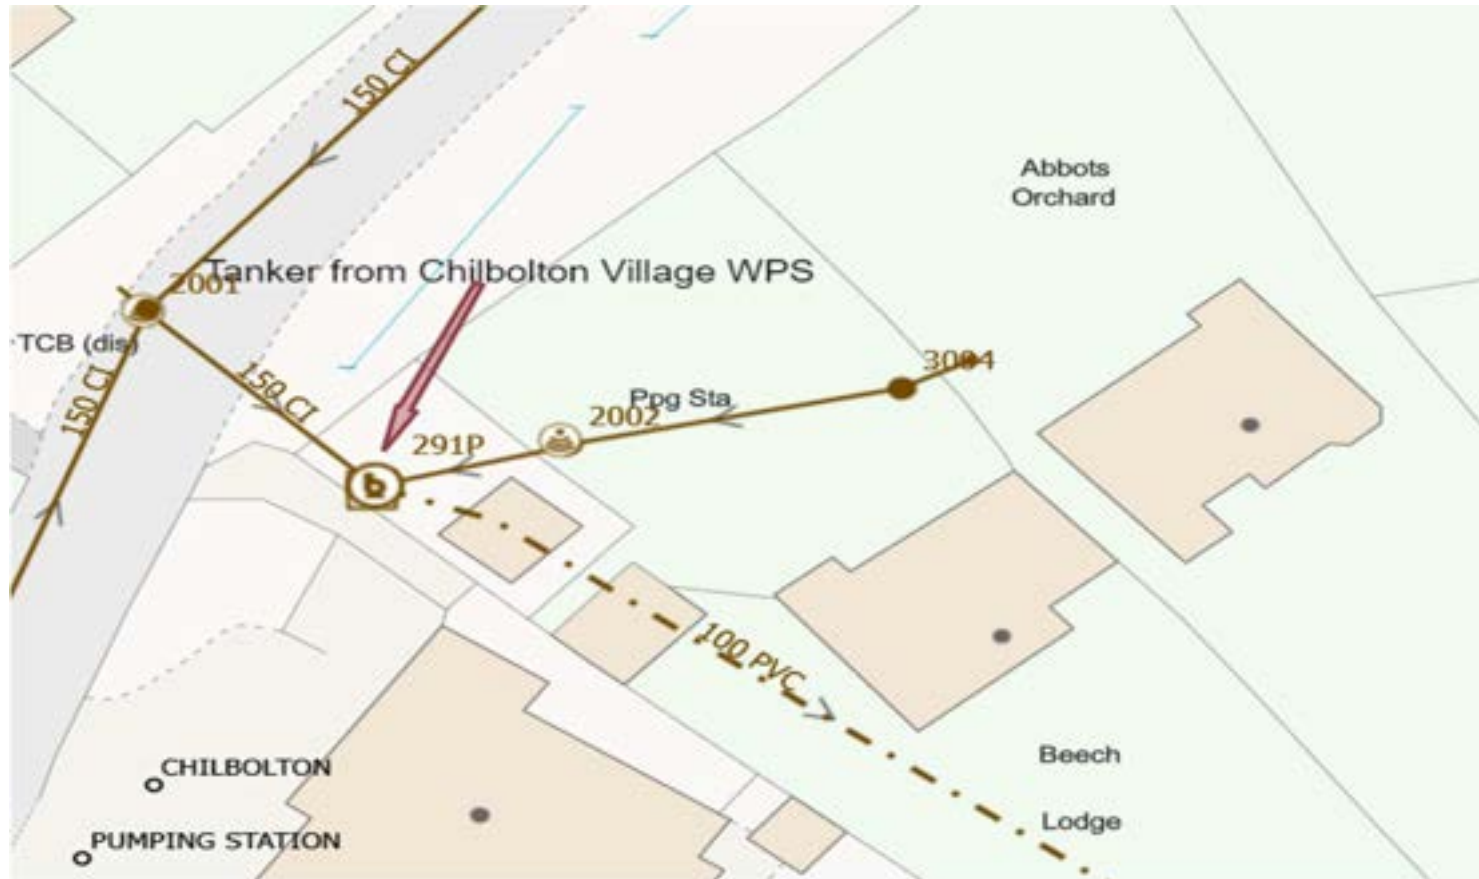 150 CI
Abbots
Orchard
Tanker from Chilbolton Village WPS
2001
TCB (dis)
150 CI
150 CI
3004
Ppg Sta
2002
291P
100 PVC
CHILBOLTON
PUMPING STATION
Beech
Lodge